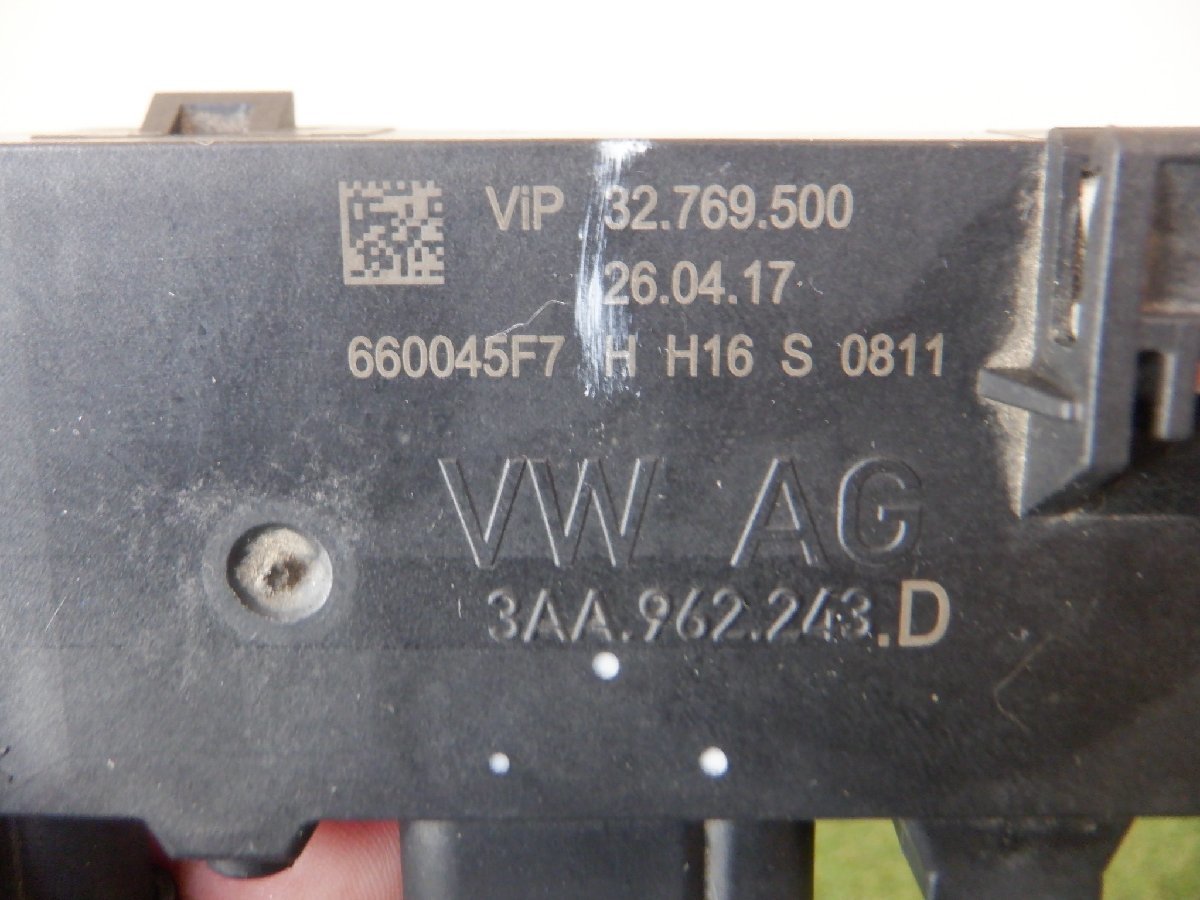 ViP 32.769.500
26.04.17
660045F7 H H16 S 0811
VW AG
3AA.962.243.D